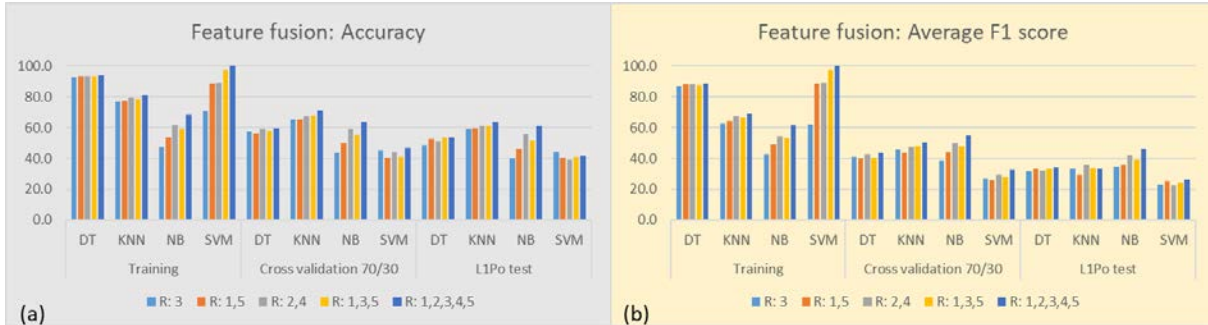 Feature fusion: Accuracy
100.0
80.0
60.0
40.0
20.0
0.0
DT KNN NB SVM DT KNN NB SVM DT KNN NB SVM
Training Cross validation 70/30 L1Po test
R: 3 R: 1,5 R: 2,4 R: 1,3,5 R: 1,2,3,4,5
(a)
Feature fusion: Average F1 score
100.0
80.0
60.0
40.0
20.0
0.0
DT KNN NB SVM DT KNN NB SVM DT KNN NB SVM
Training Cross validation 70/30 L1Po test
R: 3 R: 1,5 R: 2,4 R: 1,3,5 R: 1,2,3,4,5
(b)